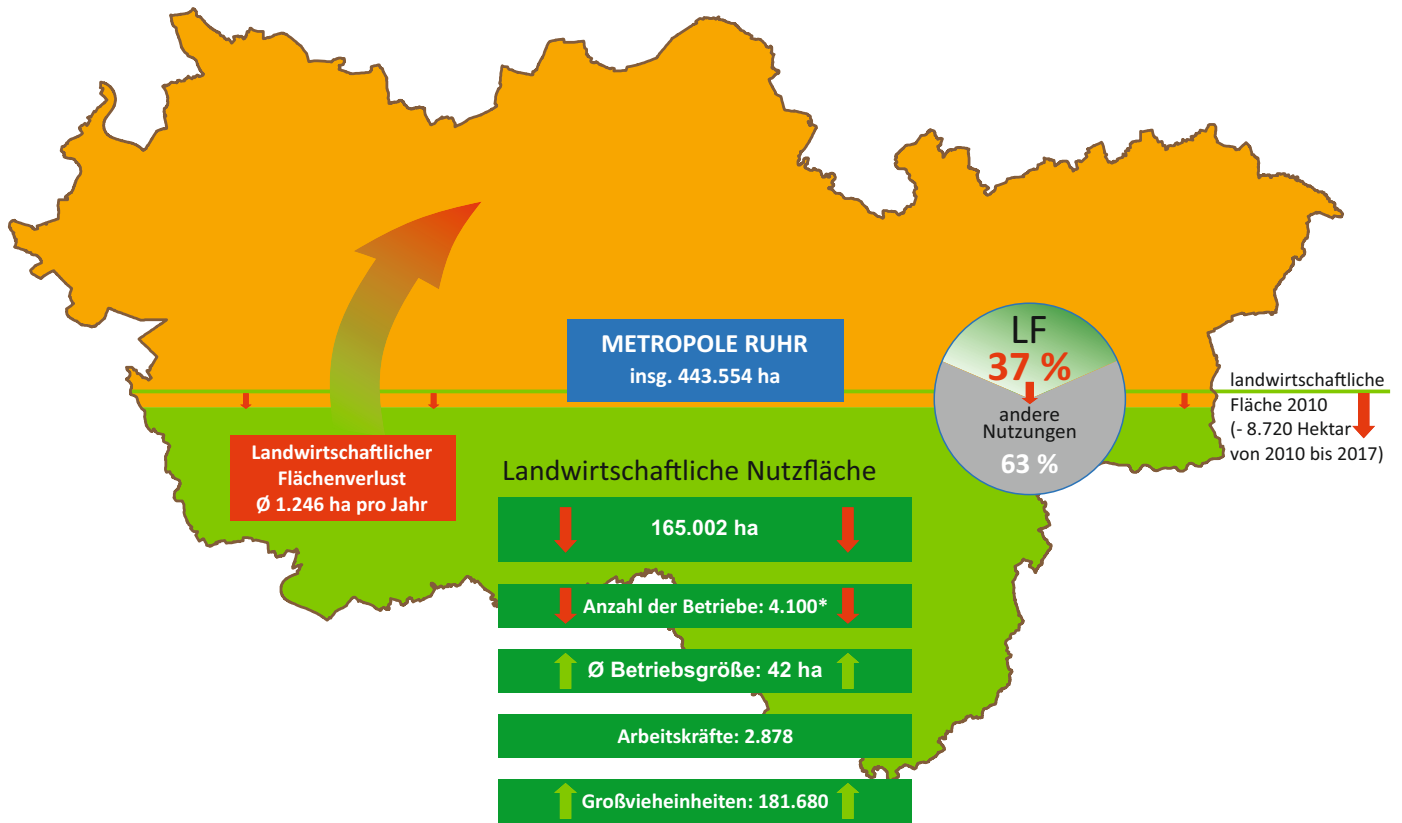 METROPOLE RUHR
insg. 443.554 ha
LF
37 %
andere
Nutzungen
63 %
landwirtschaftliche
Fläche 2010
(- 8.720 Hektar
von 2010 bis 2017)
Landwirtschaftlicher
Flächenverlust
Ø 1.246 ha pro Jahr
Landwirtschaftliche Nutzfläche
165.002 ha
Anzahl der Betriebe: 4.100*
Ø Betriebsgröße: 42 ha
Arbeitskräfte: 2.878
Großvieheinheiten: 181.680